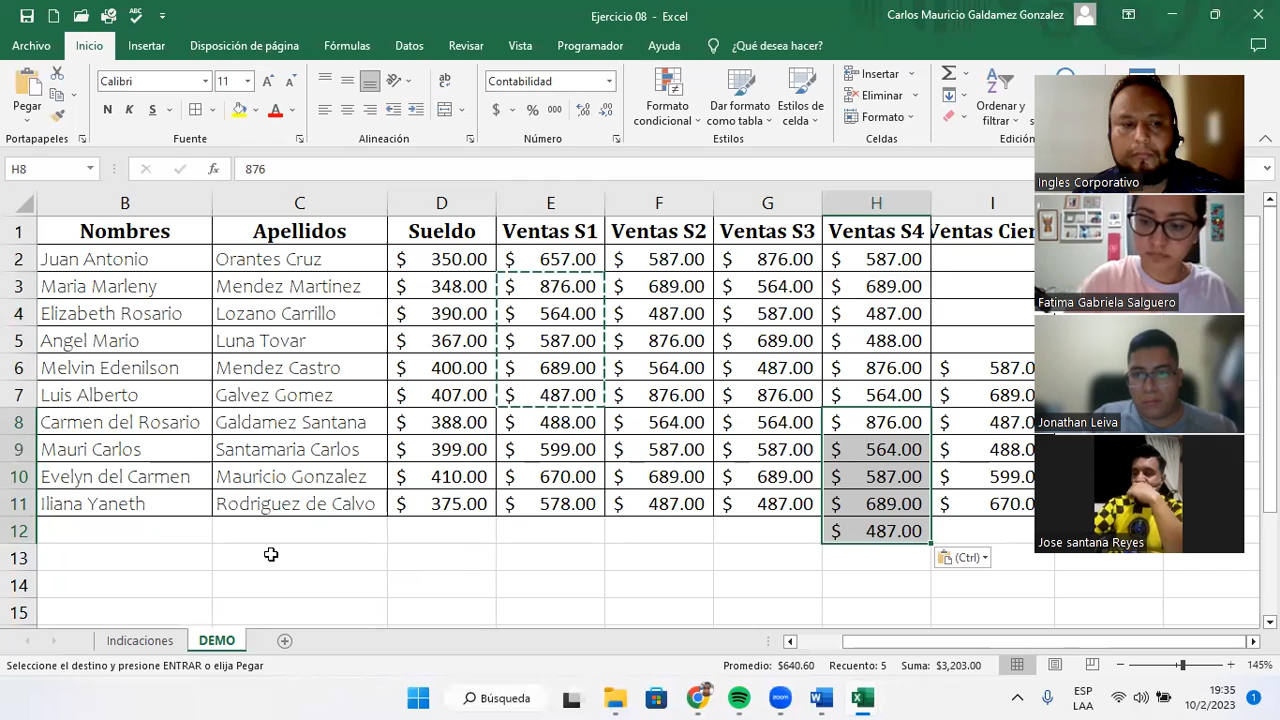 Ejercicio 08 - Excel
Carlos Mauricio Galdamez Gonzalez
Archivo Inicio Insertar Disposición de página Fórmulas Datos Revisar Vista Programador Ayuda ¿Qué desea hacer?
Pegar
Calibri 11
N K S
ab
Contabilidad
$ % 000
Formato condicional
Dar formato como tabla
Estilos de celda
Insertar
Eliminar
Formato
Ordenar y filtrar
Portapapeles Fuente Alineación Número Estilos Celdas Edición
H8 fx 876
B C D E F G H I
1 Nombres Apellidos Sueldo Ventas S1 Ventas S2 Ventas S3 Ventas S4 Ventas Cier
2 Juan Antonio Orantes Cruz $ 350.00 $ 657.00 $ 587.00 $ 876.00 $ 587.00
3 Maria Marleny Mendez Martinez $ 348.00 $ 876.00 $ 689.00 $ 564.00 $ 689.00
4 Elizabeth Rosario Lozano Carrillo $ 390.00 $ 564.00 $ 487.00 $ 587.00 $ 487.00
5 Angel Mario Luna Tovar $ 367.00 $ 587.00 $ 876.00 $ 689.00 $ 488.00
6 Melvin Edenilson Mendez Castro $ 400.00 $ 689.00 $ 564.00 $ 487.00 $ 876.00 $ 587.0
7 Luis Alberto Galvez Gomez $ 407.00 $ 487.00 $ 876.00 $ 876.00 $ 564.00 $ 689.0
8 Carmen del Rosario Galdamez Santana $ 388.00 $ 488.00 $ 564.00 $ 564.00 $ 876.00 $ 487.0
9 Mauri Carlos Santamaria Carlos $ 399.00 $ 599.00 $ 587.00 $ 587.00 $ 564.00 $ 488.0
10 Evelyn del Carmen Mauricio Gonzalez $ 410.00 $ 670.00 $ 689.00 $ 689.00 $ 587.00 $ 599.0
11 Iliana Yaneth Rodriguez de Calvo $ 375.00 $ 578.00 $ 487.00 $ 487.00 $ 689.00 $ 670.0
12 $ 487.00
13
14
15
(Ctrl)
Ingles Corporativo
Fatima Gabriela Salguero
Jonathan Leiva
Jose santana Reyes
Indicaciones DEMO
Seleccione el destino y presione ENTRAR o elija Pegar
Promedio: $640.60 Recuento: 5 Suma: $3,203.00
145%
Búsqueda
ESP
LAA
19:35
10/2/2023
1